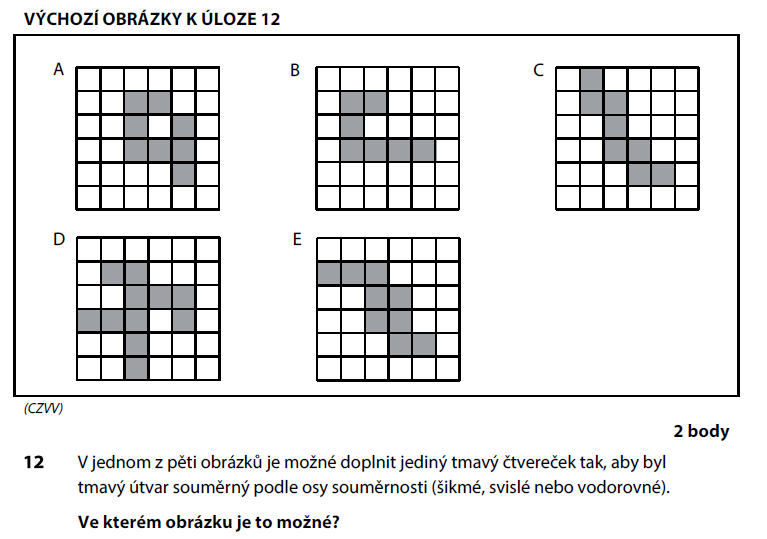 VÝCHOZÍ OBRÁZKY K ÚLOZE 12
A
B
C
D
E
(CZVV)
2 body
12 V jednom z pěti obrázků je možné doplnit jediný tmavý čtvereček tak, aby byl
tmavý útvar souměrný podle osy souměrnosti (šikmé, svislé nebo vodorovné).
Ve kterém obrázku je to možné?